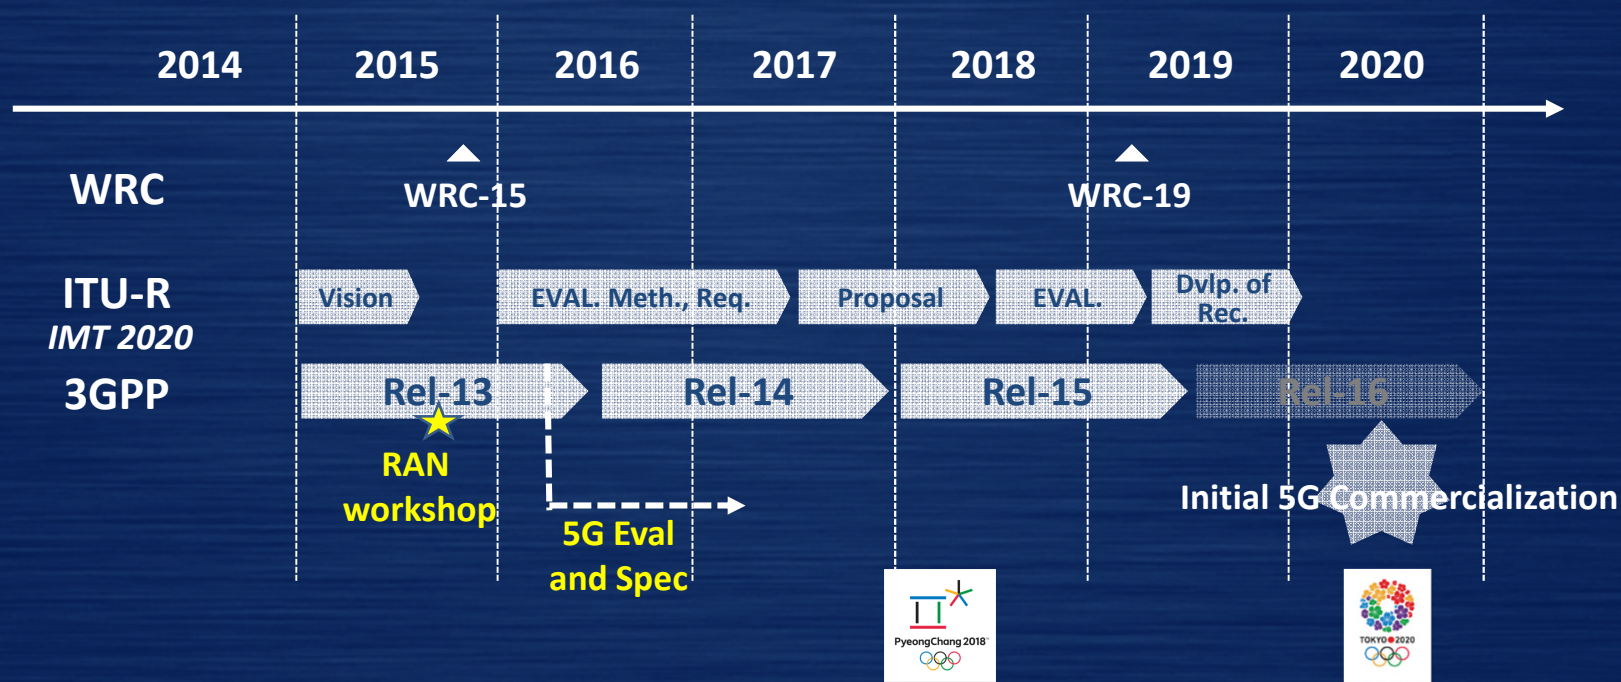 2014 2015 2016 2017 2018 2019 2020
WRC
WRC-15
WRC-19
ITU-R
IMT 2020
Vision
EVAL. Meth., Req.
Proposal
EVAL.
Dvlp. of
Rec.
3GPP
Rel-13
Rel-14
Rel-15
Rel-16
RAN
workshop
5G Eval
and Spec
Initial 5G Commercialization
PyeongChang 2018™
TOKYO 2020